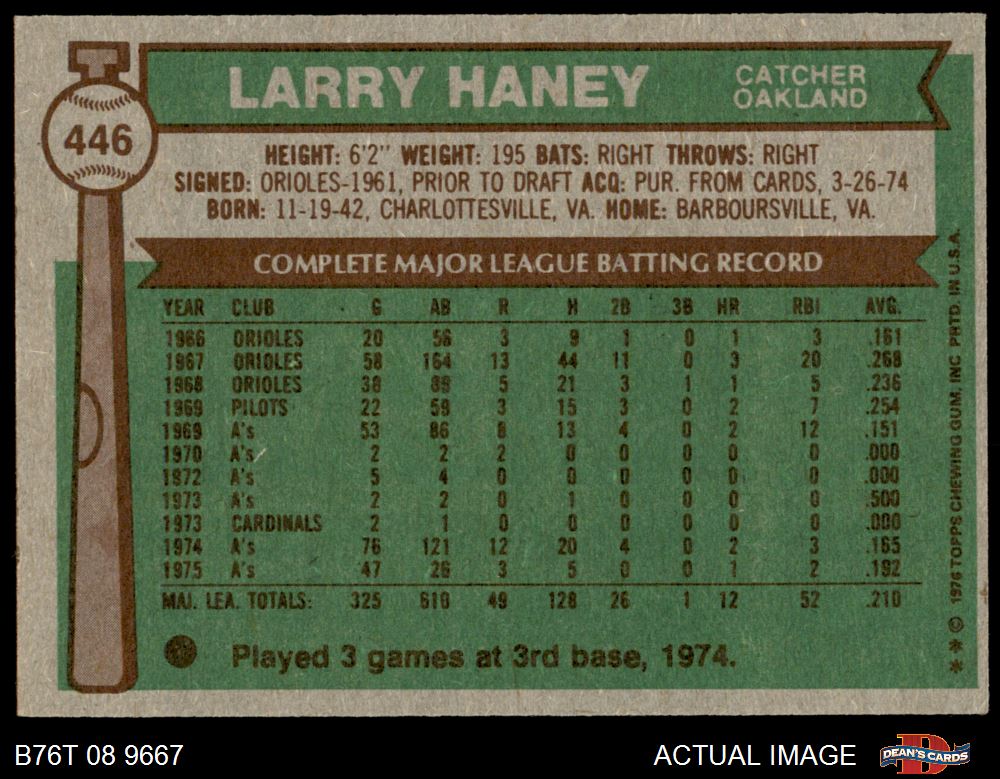 446
LARRY HANEY
CATCHER
OAKLAND
HEIGHT: 6'2" WEIGHT: 195 BATS: RIGHT THROWS: RIGHT
SIGNED: ORIOLES-1961, PRIOR TO DRAFT ACQ: PUR. FROM CARDS, 3-26-74
BORN: 11-19-42, CHARLOTTESVILLE, VA. HOME: BARBOURSVILLE, VA.
COMPLETE MAJOR LEAGUE BATTING RECORD
YEAR CLUB G AB R H 2B 3B HR RBI AVG.
1966 ORIOLES 20 56 3 9 1 0 1 3 .161
1967 ORIOLES 58 164 13 44 11 0 3 20 .268
1968 ORIOLES 38 89 5 21 3 1 1 5 .236
1969 PILOTS 22 59 3 15 3 0 2 7 .254
1969 A's 53 86 8 13 4 0 2 12 .151
1970 A's 2 2 2 0 0 0 0 0 .000
1972 A's 5 4 0 0 0 0 0 0 .000
1973 A's 2 2 0 1 0 0 0 0 .500
1973 CARDINALS 2 1 0 0 0 0 0 0 .000
1974 A's 76 121 12 20 4 0 2 3 .165
1975 A's 47 26 3 5 0 0 1 2 .192
MAJ. LEA. TOTALS: 325 610 49 128 26 1 12 52 .210
Played 3 games at 3rd base, 1974.
** © 1976 TOPPS CHEWING GUM, INC PRTD. IN U.S.A.
B76T 08 9667
ACTUAL IMAGE
DEAN'S CARDS